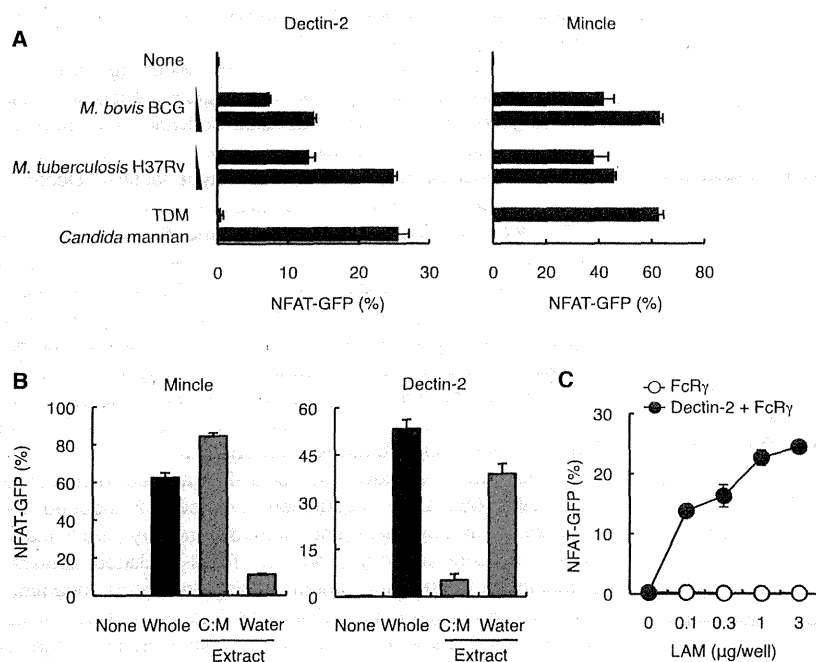 A
Dectin-2
Mincle
None
M. bovis BCG
M. tuberculosis H37Rv
TDM
Candida mannan
0 10 20 30
0 20 40 60 80
NFAT-GFP (%)
NFAT-GFP (%)
B
Mincle
Dectin-2
NFAT-GFP (%)
100
80
60
40
20
0
60
45
30
15
0
None Whole C:M Water
Extract
None Whole C:M Water
Extract
C
FcRγ
Dectin-2 + FcRγ
NFAT-GFP (%)
30
20
10
0
0 0.1 0.3 1 3
LAM (μg/well)